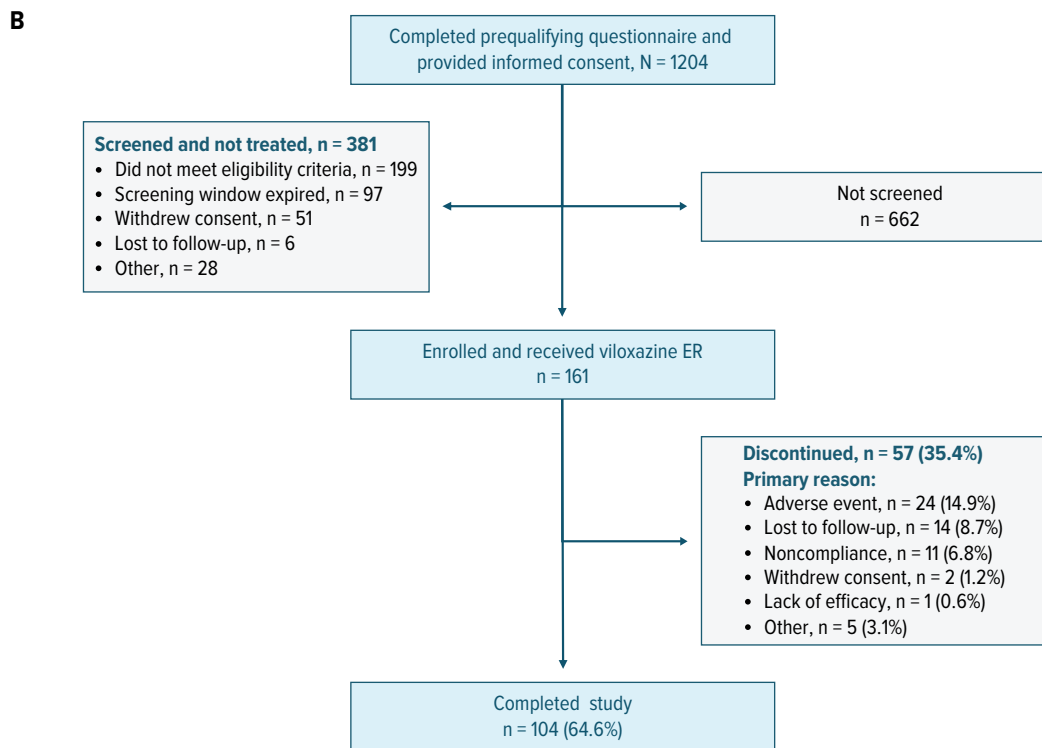 B
Completed prequalifying questionnaire and
provided informed consent, N = 1204
Screened and not treated, n = 381
• Did not meet eligibility criteria, n = 199
• Screening window expired, n = 97
• Withdrew consent, n = 51
• Lost to follow-up, n = 6
• Other, n = 28
Not screened
n = 662
Enrolled and received viloxazine ER
n = 161
Discontinued, n = 57 (35.4%)
Primary reason:
• Adverse event, n = 24 (14.9%)
• Lost to follow-up, n = 14 (8.7%)
• Noncompliance, n = 11 (6.8%)
• Withdrew consent, n = 2 (1.2%)
• Lack of efficacy, n = 1 (0.6%)
• Other, n = 5 (3.1%)
Completed study
n = 104 (64.6%)